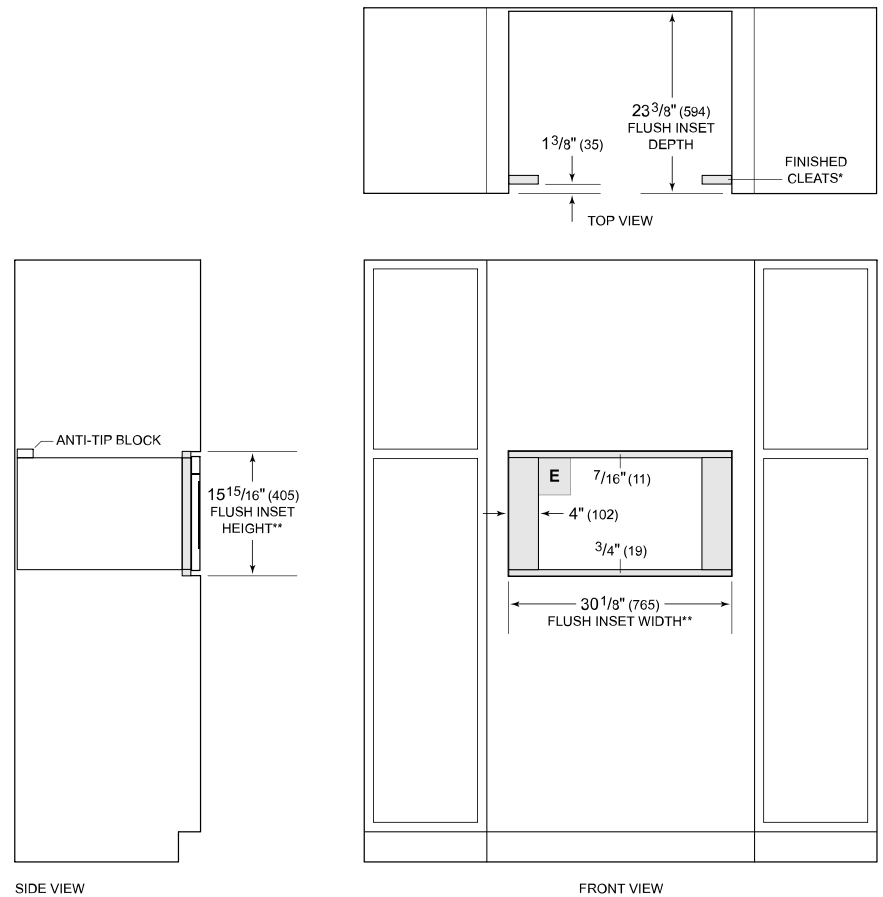 23 3/8" (594)
FLUSH INSET
DEPTH
1 3/8" (35)
FINISHED
CLEATS*
TOP VIEW
ANTI-TIP BLOCK
15 15/16" (405)
FLUSH INSET
HEIGHT**
E
7/16" (11)
4" (102)
3/4" (19)
30 1/8" (765)
FLUSH INSET WIDTH**
SIDE VIEW
FRONT VIEW